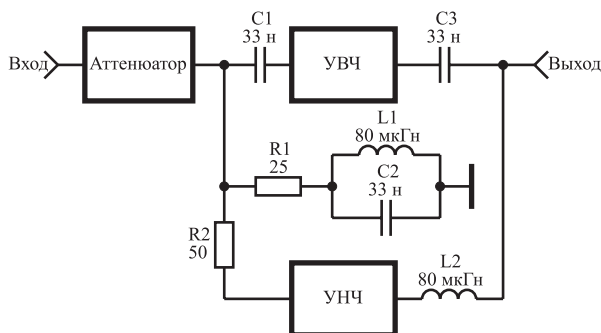 C1
33 н
C3
33 н
Вход
Аттенюатор
УВЧ
Выход
L1
80 мкГн
R1
25
C2
33 н
R2
50
УНЧ
L2
80 мкГн